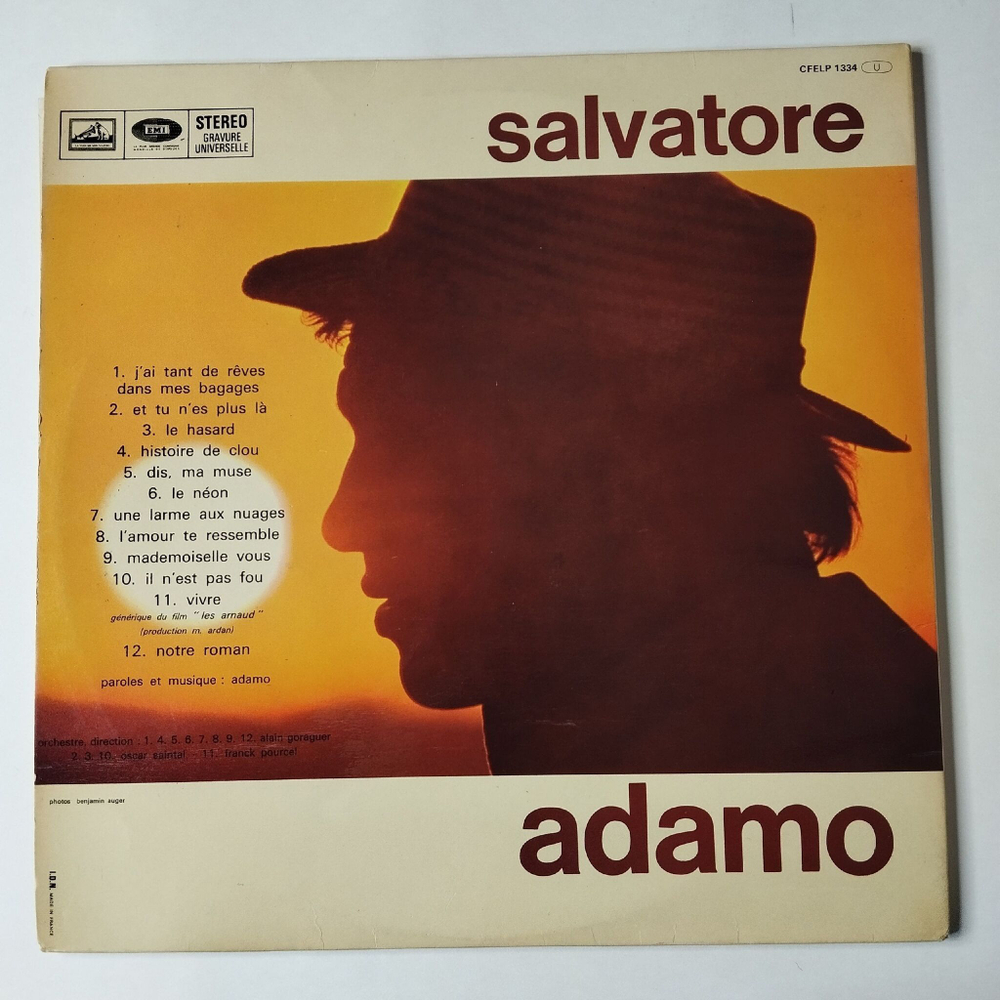 CFELP 1334 U
salvatore
EMI
STEREO
GRAVURE
UNIVERSELLE
1. j'ai tant de rêves
dans mes bagages
2. et tu n'es plus là
3. le hasard
4. histoire de clou
5. dis, ma muse
6. le néon
7. une larme aux nuages
8. l'amour te ressemble
9. mademoiselle vous
10. il n'est pas fou
11. vivre
générique du film "les arnaud"
(production m. ardan)
12. notre roman
paroles et musique : adamo
orchestre, direction : 1. 4. 5. 6. 7. 8. 9. 12. alain goraguer
2. 3. 10. oscar saintal - 11. franck pourcel
adamo
photos benjamin auger
I.D.N. MADE IN FRANCE